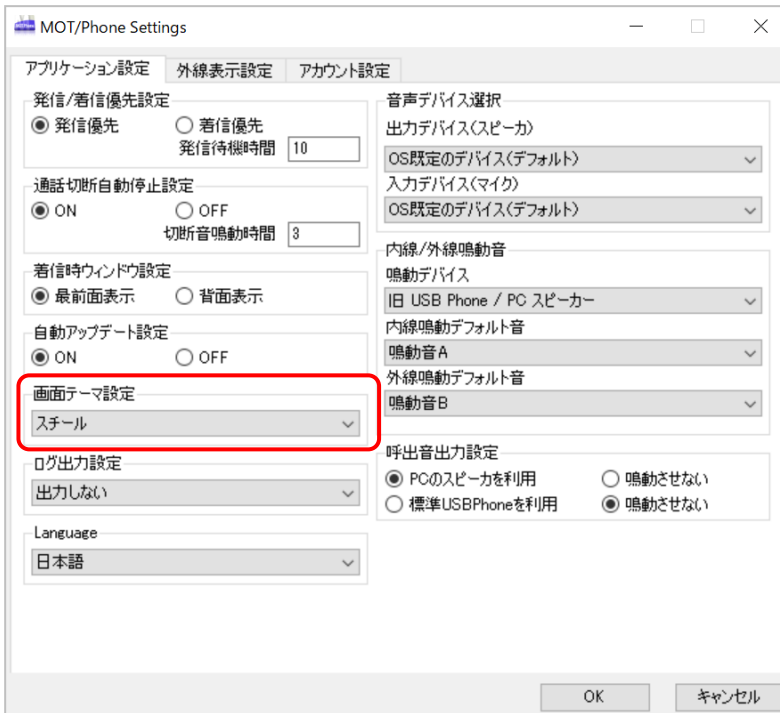 MOT/Phone Settings
アプリケーション設定 外線表示設定 アカウント設定
発信/着信優先設定
発信優先 着信優先
発信待機時間 10
通話切断自動停止設定
ON OFF
切断音鳴動時間 3
着信時ウィンドウ設定
最前面表示 背面表示
自動アップデート設定
ON OFF
画面テーマ設定
スチール
ログ出力設定
出力しない
Language
日本語
音声デバイス選択
出力デバイス(スピーカ)
OS既定のデバイス(デフォルト)
入力デバイス(マイク)
OS既定のデバイス(デフォルト)
内線/外線鳴動音
鳴動デバイス
旧 USB Phone / PC スピーカー
内線鳴動デフォルト音
鳴動音A
外線鳴動デフォルト音
鳴動音B
呼出音出力設定
PCのスピーカを利用 鳴動させない
標準USBPhoneを利用 鳴動させない
OK キャンセル